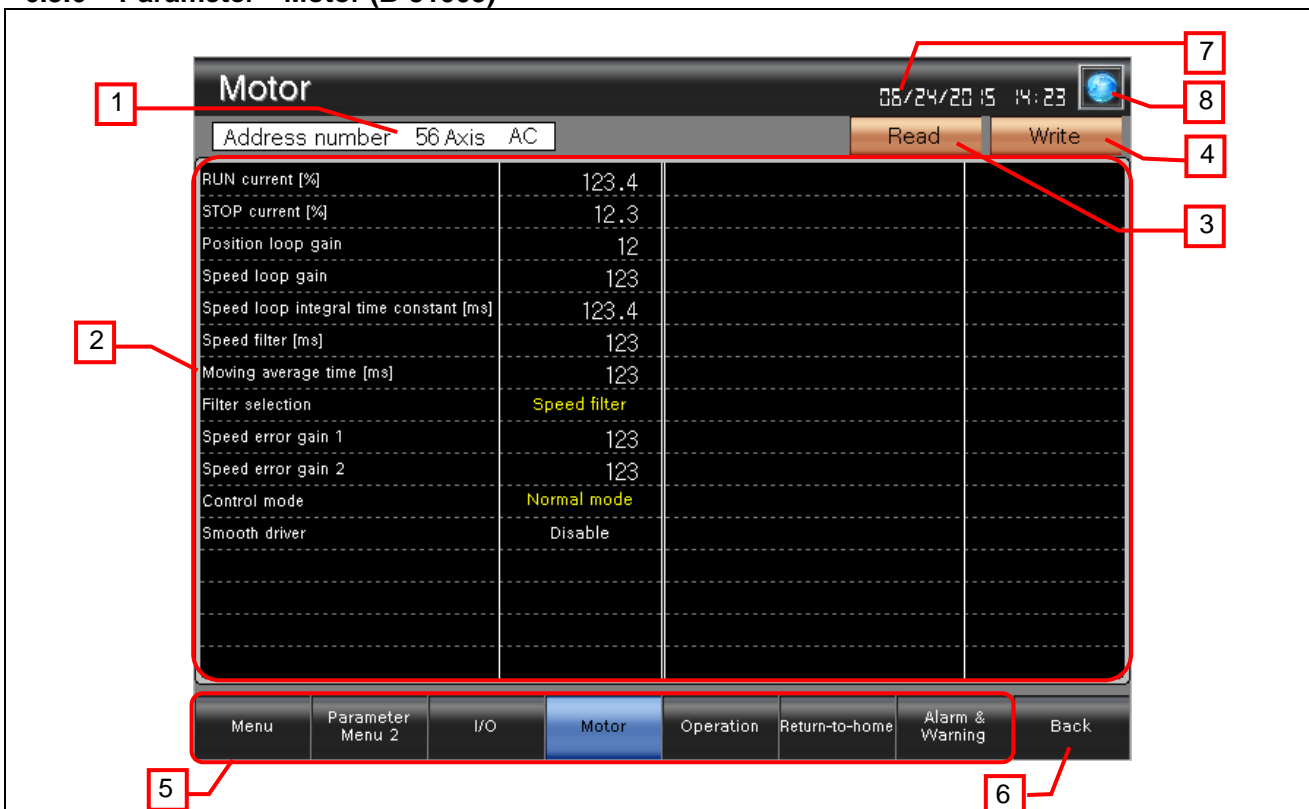 7
Motor
06/24/2015 14:23
1
8
Address number 56 Axis AC
Read
Write
4
RUN current [%] 123.4
STOP current [%] 12.3
3
Position loop gain 12
Speed loop gain 123
Speed loop integral time constant [ms] 123.4
2
Speed filter [ms] 123
Moving average time [ms] 123
Filter selection Speed filter
Speed error gain 1 123
Speed error gain 2 123
Control mode Normal mode
Smooth driver Disable
Menu
Parameter
Menu 2
I/O
Motor
Operation
Return-to-home
Alarm &
Warning
Back
5
6